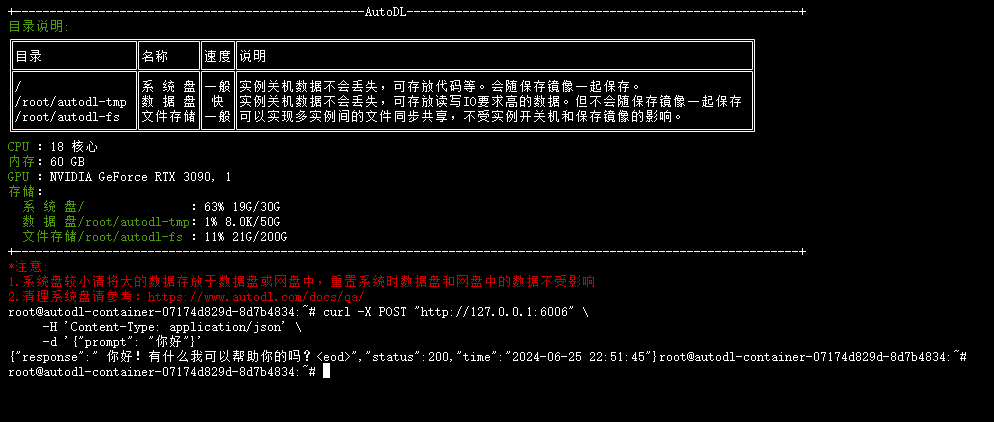 +--------------------------------------------------AutoDL--------------------------------------------------------+
目录说明:
目录 名称 速度 说明
/ 系 统 盘 一般 实例关机数据不会丢失，可存放代码等。会随保存镜像一起保存。
/root/autodl-tmp 数 据 盘 快 实例关机数据不会丢失，可存放读写IO要求高的数据。但不会随保存镜像一起保存
/root/autodl-fs 文件存储 一般 可以实现多实例间的文件同步共享，不受实例开关机和保存镜像的影响。
CPU ：18 核心
内存：60 GB
GPU ：NVIDIA GeForce RTX 3090, 1
存储：
系 统 盘/ ：63% 19G/30G
数 据 盘/root/autodl-tmp：1% 8.0K/50G
文件存储/root/autodl-fs ：11% 21G/200G
+----------------------------------------------------------------------------------------------------------------+
*注意:
1.系统盘较小请将大的数据存放于数据盘或网盘中，重置系统时数据盘和网盘中的数据不受影响
2.清理系统盘请参考：https://www.autodl.com/docs/qa/
root@autodl-container-07174d829d-8d7b4834:~# curl -X POST "http://127.0.0.1:6006" \
-H 'Content-Type: application/json' \
-d '{"prompt": "你好"}'
{"response":" 你好！有什么我可以帮助你的吗？<eod>","status":200,"time":"2024-06-25 22:51:45"}root@autodl-container-07174d829d-8d7b4834:~#
root@autodl-container-07174d829d-8d7b4834:~#